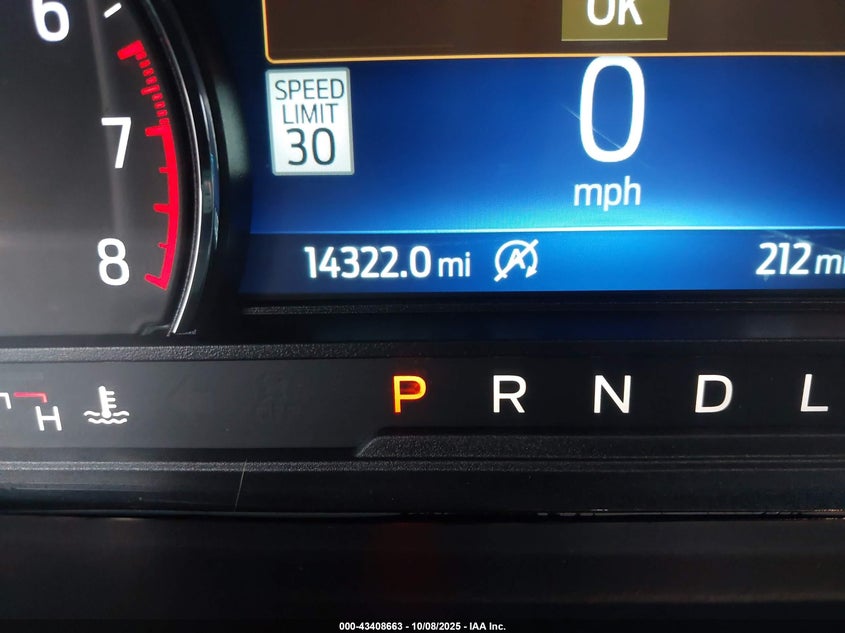 6
7
8
OK
SPEED
LIMIT
30
0
mph
14322.0 mi
A
212 mi
H
P R N D L
000-43408663 - 10/08/2025 - IAA Inc.